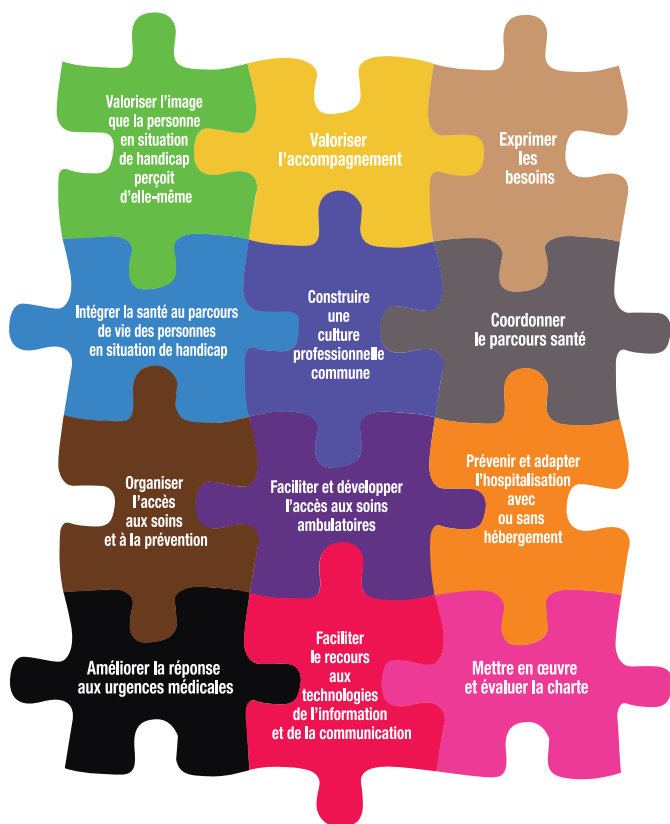 Valoriser l'image
que la personne
en situation
de handicap
perçoit
d'elle-même
Valoriser
l'accompagnement
Exprimer
les
besoins
Intégrer la santé au parcours
de vie des personnes
en situation de handicap
Construire
une
culture
professionnelle
commune
Coordonner
le parcours santé
Organiser
l'accès
aux soins
et à la prévention
Faciliter et développer
l'accès aux soins
ambulatoires
Prévenir et adapter
l'hospitalisation
avec
ou sans
hébergement
Améliorer la réponse
aux urgences médicales
Faciliter
le recours
aux
technologies
de l'information
et de la communication
Mettre en œuvre
et évaluer la charte